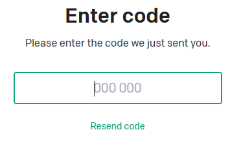 Enter code
Please enter the code we just sent you.
000 000
Resend code